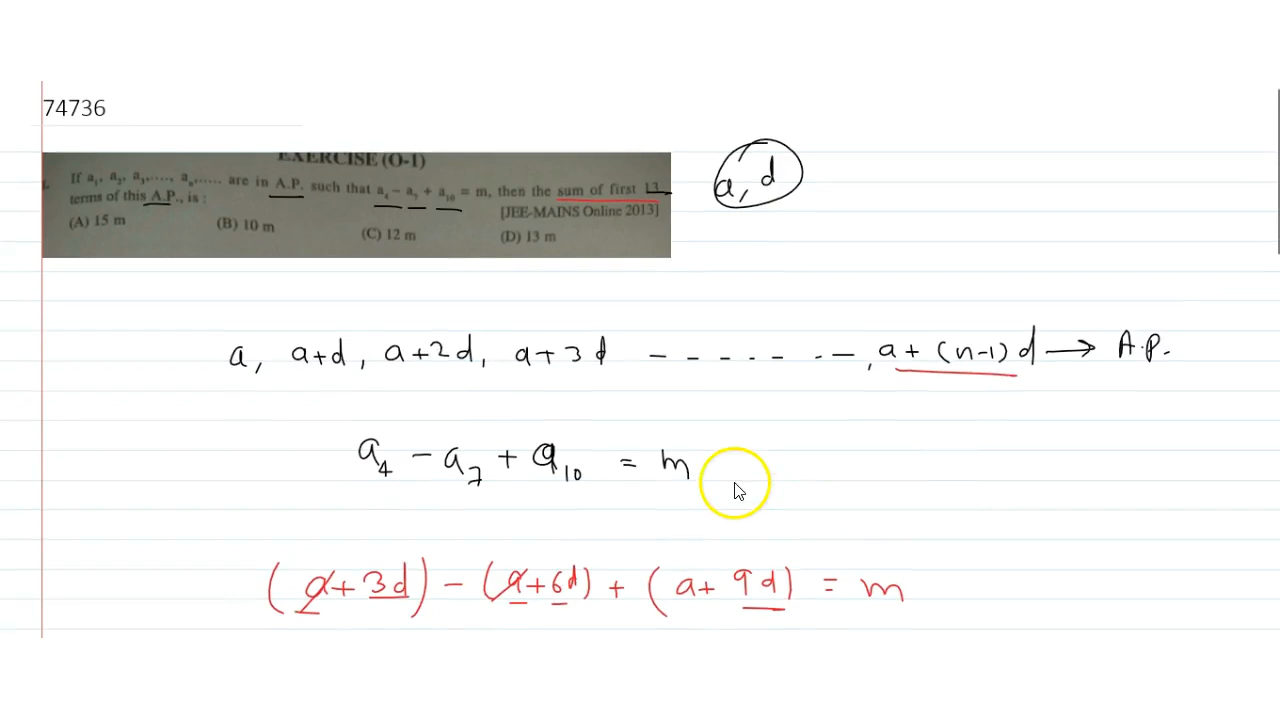 74736
EXERCISE (O-1)
If a₁, a₂, a₃,....., aₙ,...... are in A.P. such that a₄ − a₇ + a₁₀ = m, then the sum of first 13
terms of this A.P., is :
[JEE-MAINS Online 2013]
(A) 15 m (B) 10 m (C) 12 m (D) 13 m
a, d
a, a+d, a+2d, a+3d - - - - - - -, a+(n-1)d → A.P.
a₄ - a₇ + a₁₀ = m
(a+3d) - (a+6d) + (a+9d) = m